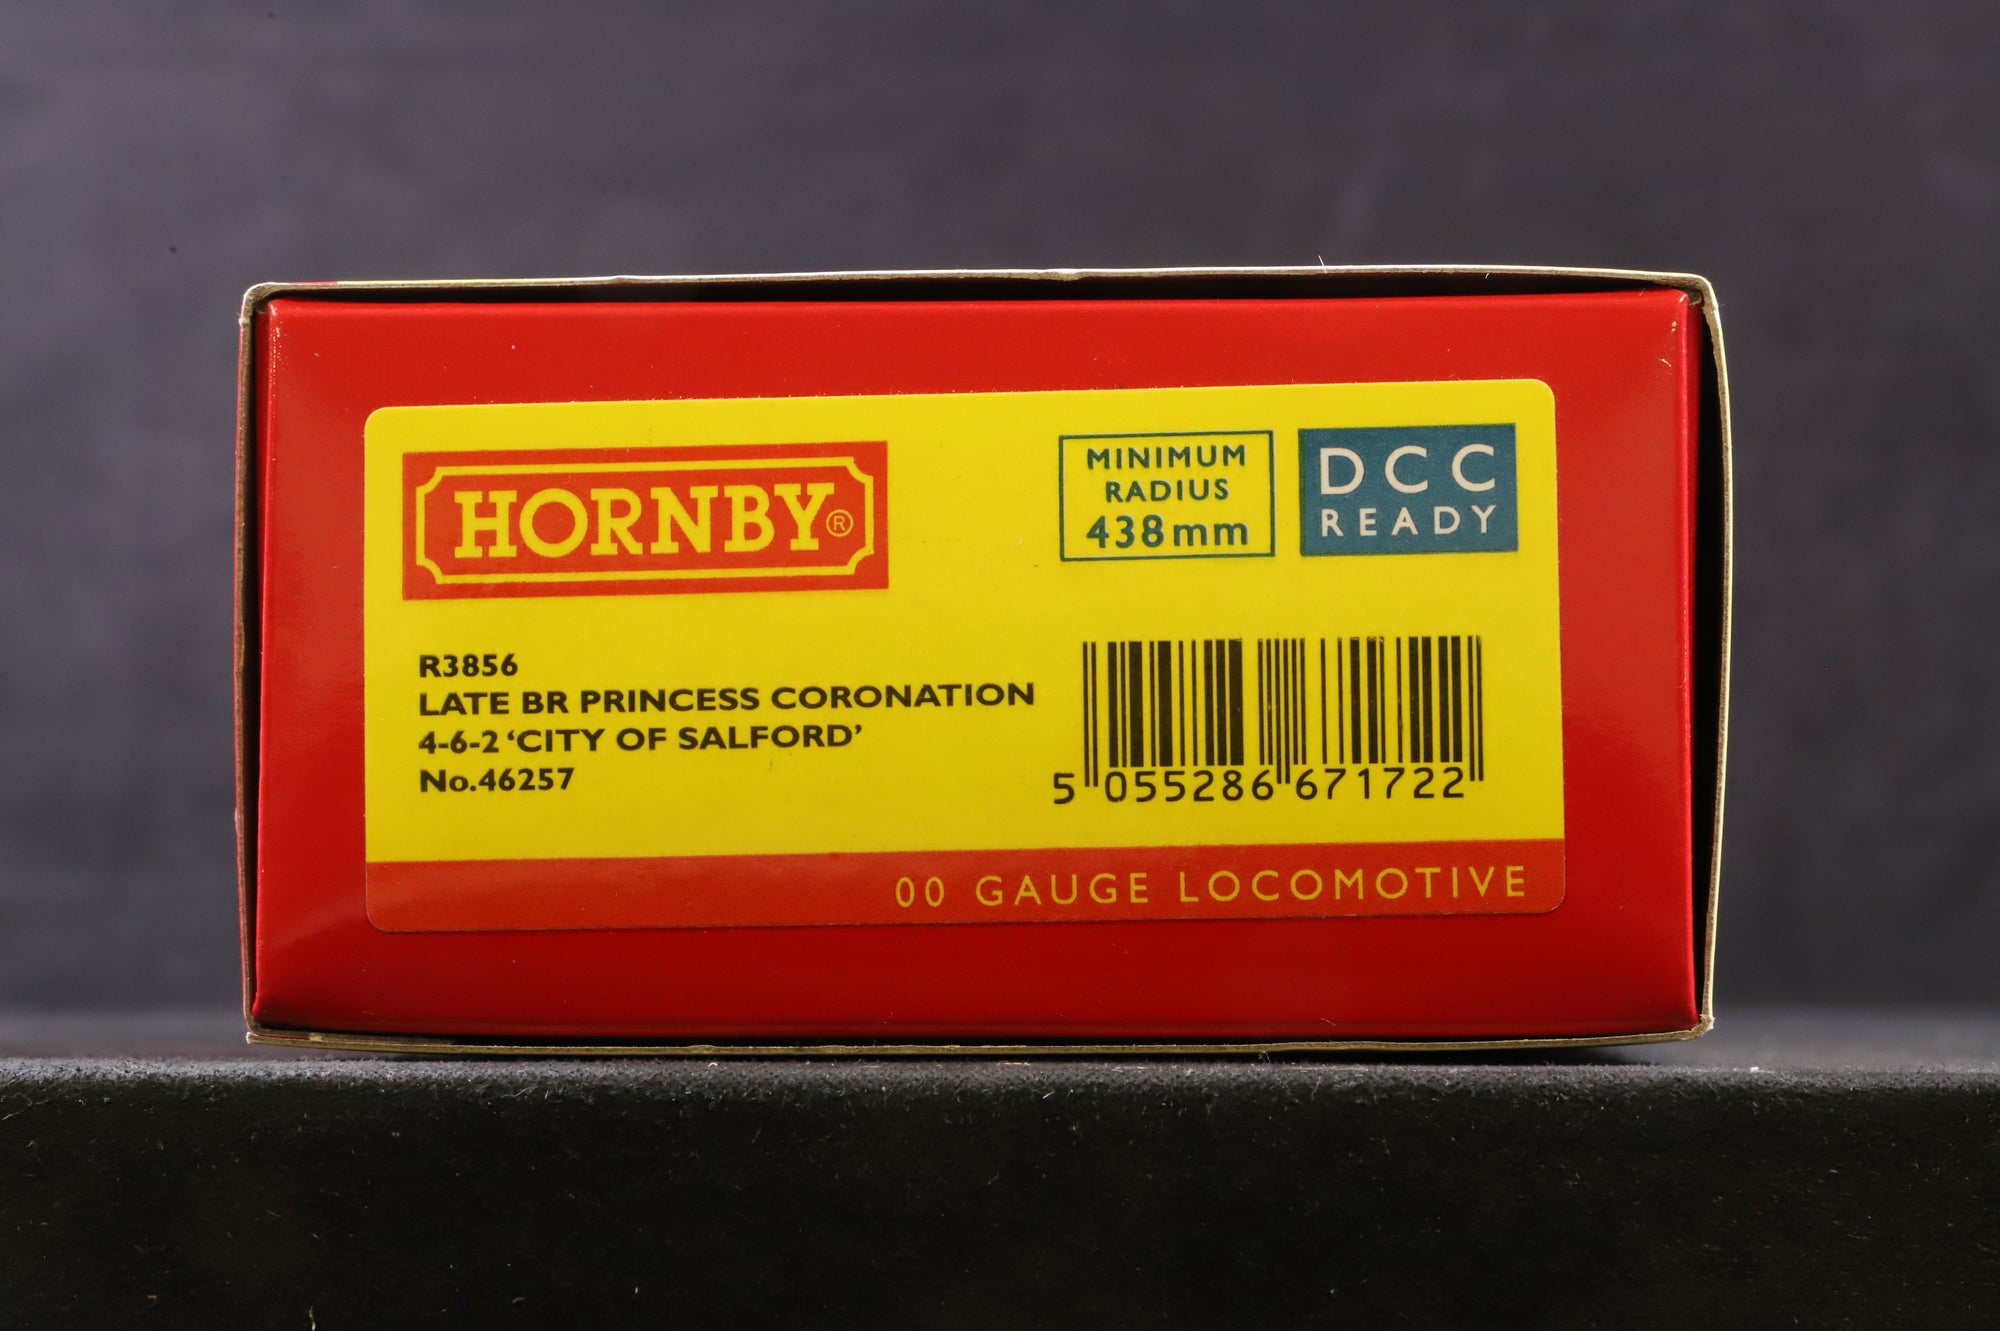 HORNBY®
MINIMUM
RADIUS
438mm
DCC
READY
R3856
LATE BR PRINCESS CORONATION
4-6-2 ‘CITY OF SALFORD’
No.46257
5 055286 671722
00 GAUGE LOCOMOTIVE